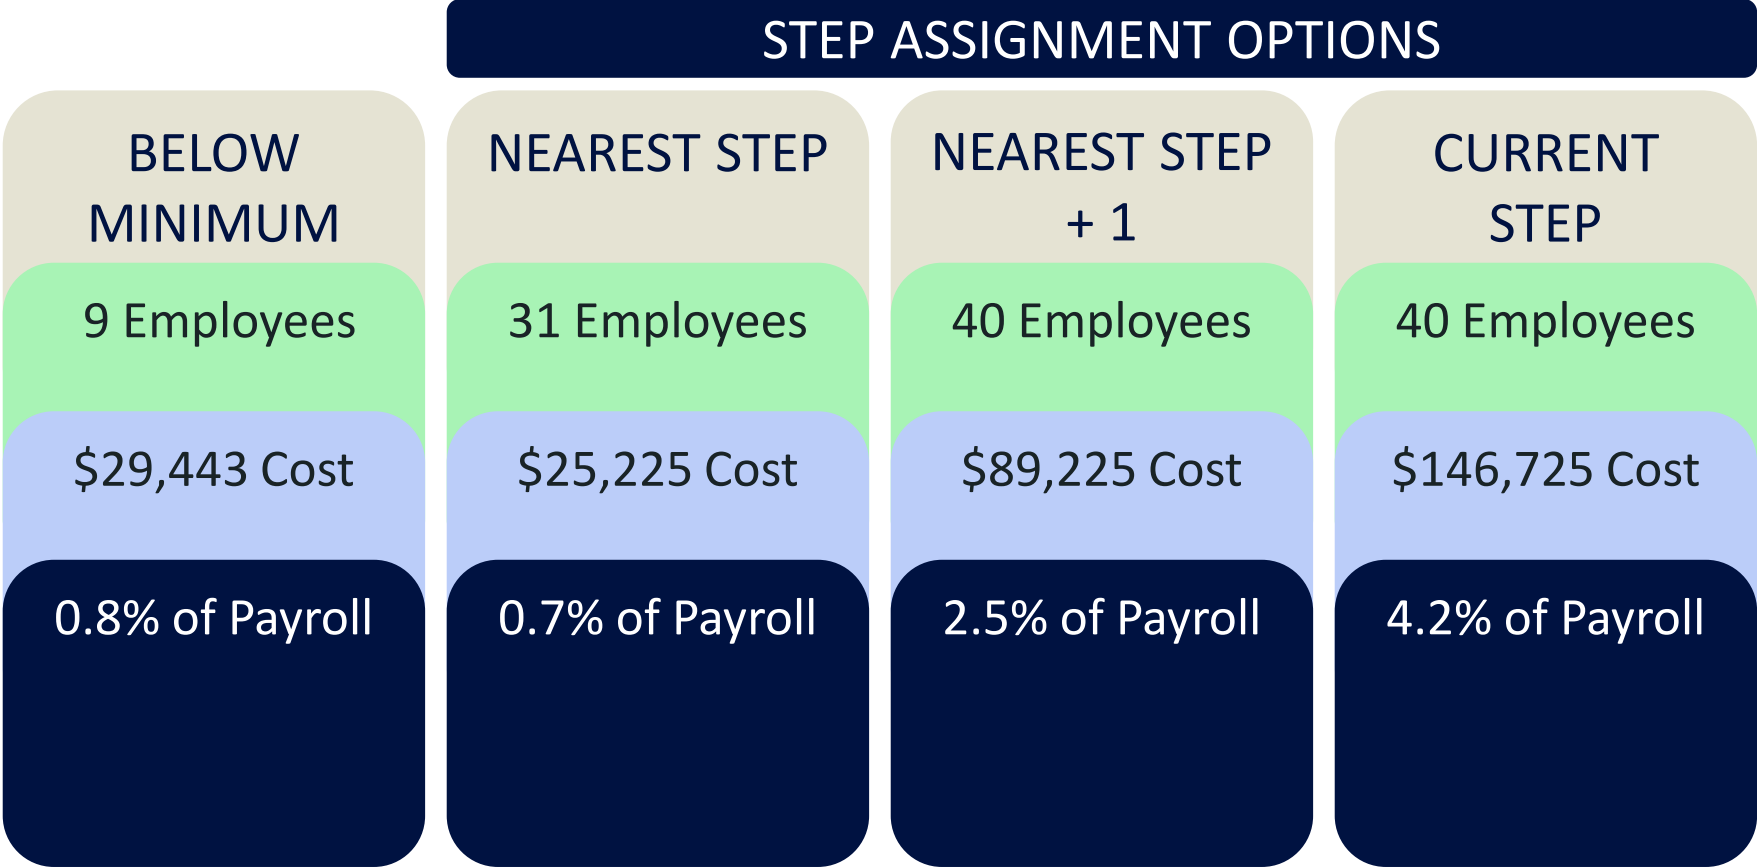 STEP ASSIGNMENT OPTIONS
BELOW
MINIMUM
9 Employees
$29,443 Cost
0.8% of Payroll
NEAREST STEP
31 Employees
$25,225 Cost
0.7% of Payroll
NEAREST STEP
+ 1
40 Employees
$89,225 Cost
2.5% of Payroll
CURRENT
STEP
40 Employees
$146,725 Cost
4.2% of Payroll